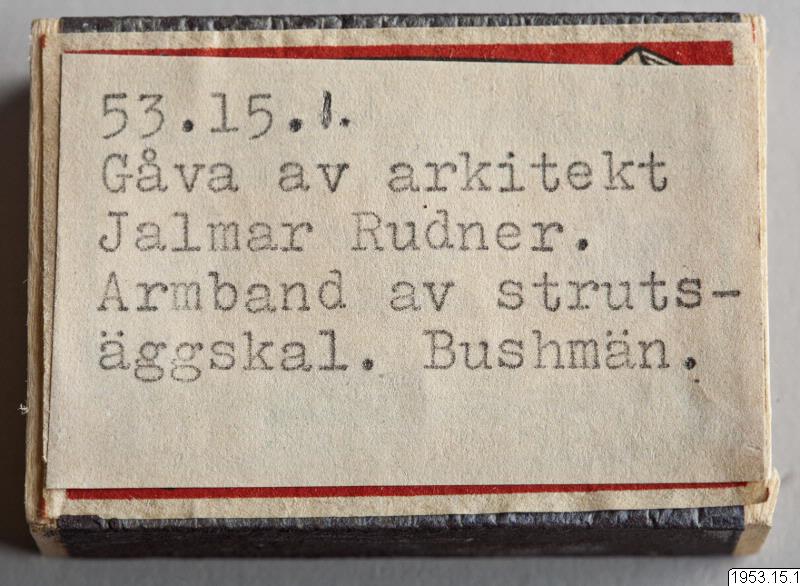 53.15.1.
Gåva av arkitekt
Jalmar Rudner.
Armband av struts-
äggskal. Bushmän.
1953.15.1